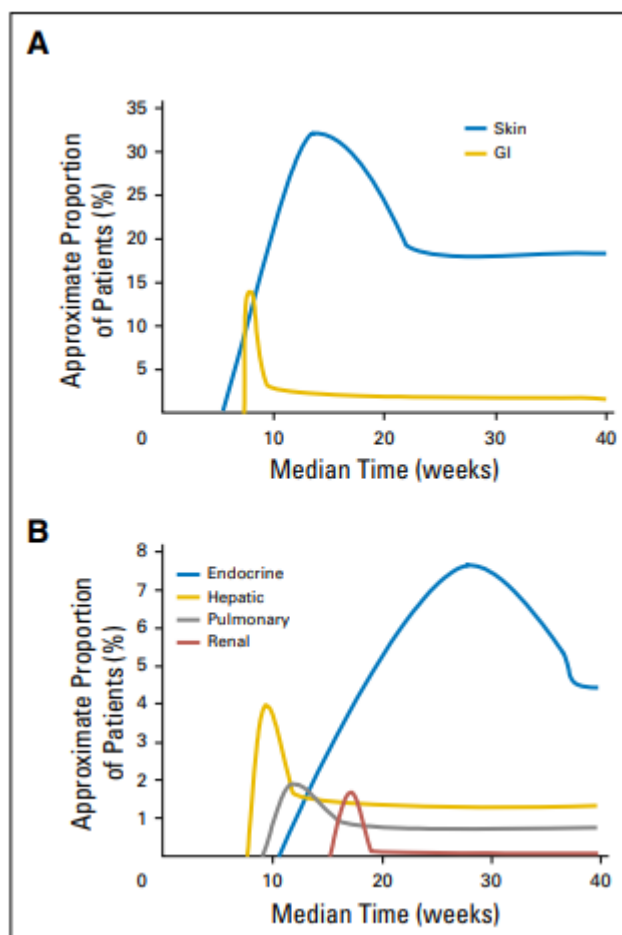 A
35
30
25
20
15
10
5
0
10
20
30
40
Approximate Proportion
of Patients (%)
Skin
GI
Median Time (weeks)
B
8
7
6
5
4
3
2
1
0
10
20
30
40
Approximate Proportion
of Patients (%)
Endocrine
Hepatic
Pulmonary
Renal
Median Time (weeks)